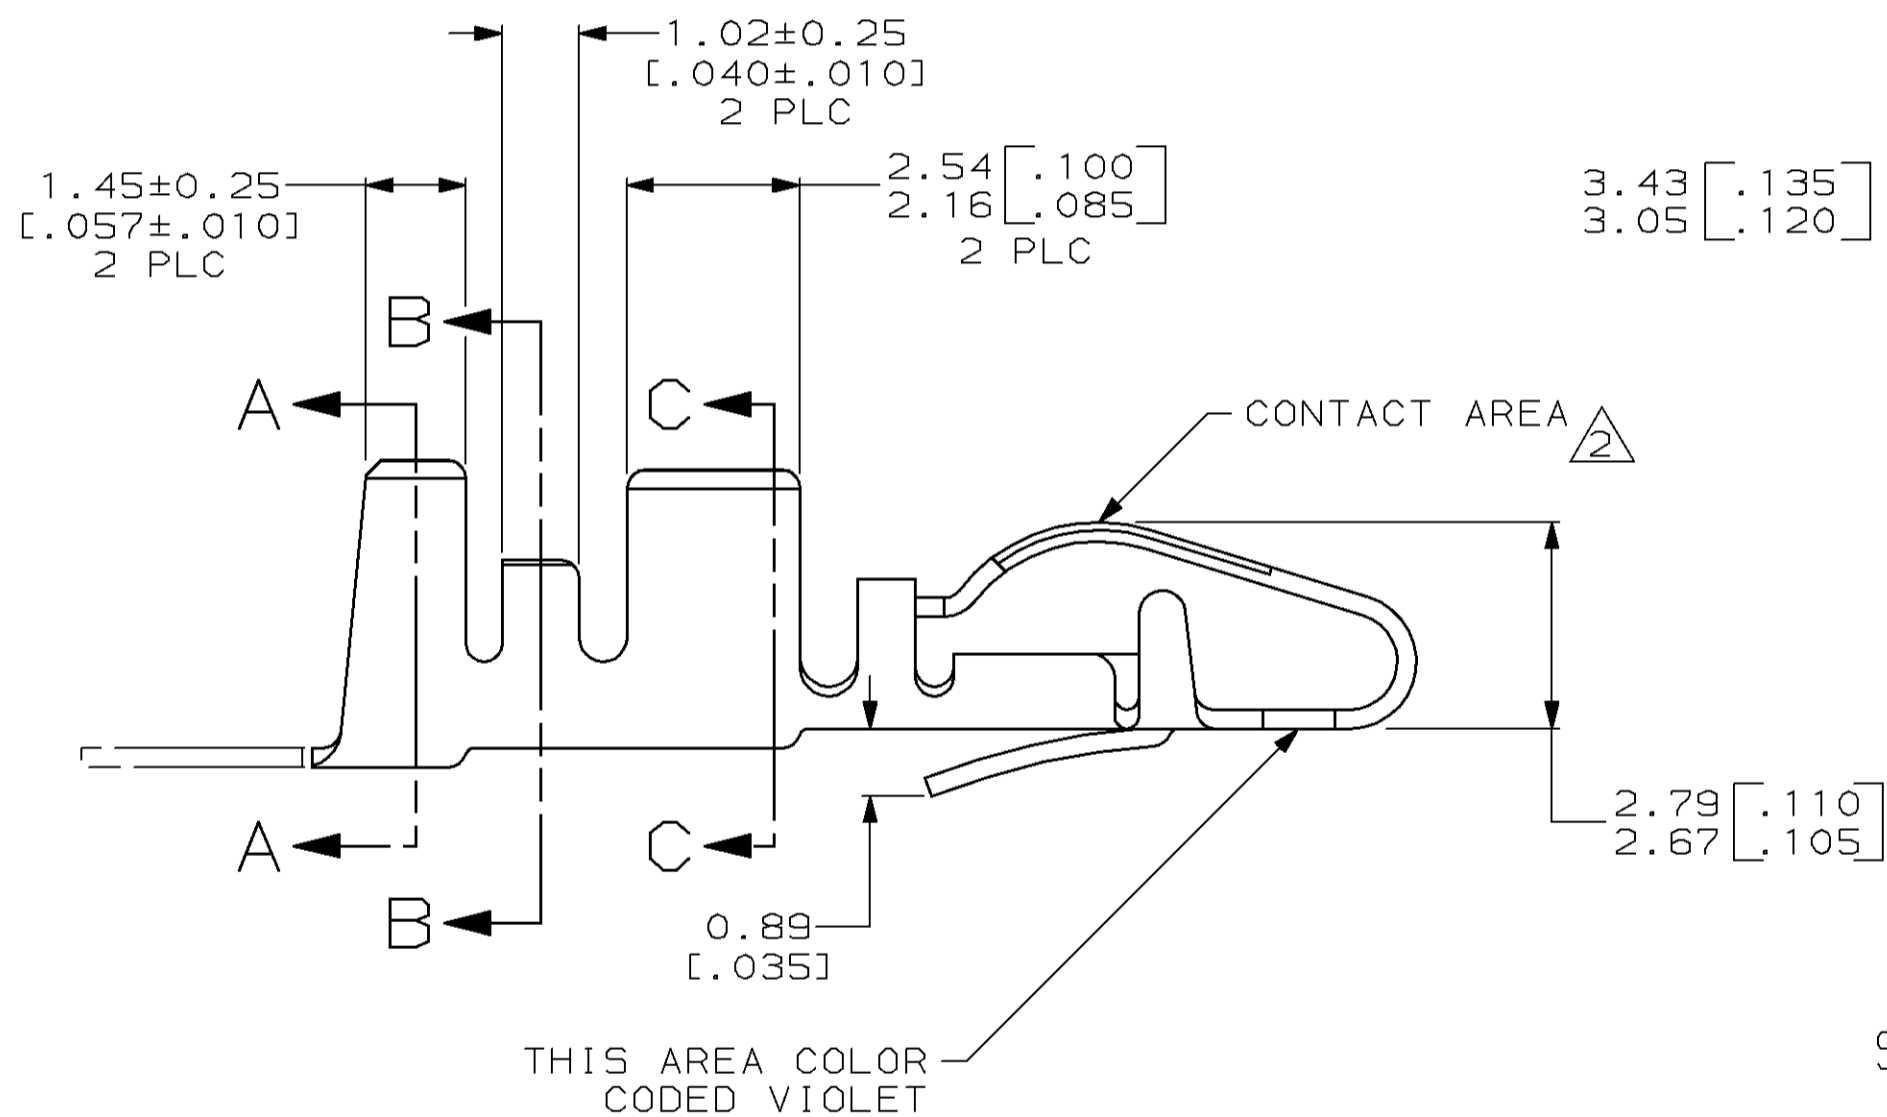 1.02±0.25
[.040±.010]
2 PLC
1.45±0.25
[.057±.010]
2 PLC
2.54 [.100
2.16 .085]
2 PLC
3.43 [.135
3.05 .120]
B
A
C
CONTACT AREA 2
A
C
B
2.79 [.110
2.67 .105]
0.89
[.035]
THIS AREA COLOR
CODED VIOLET